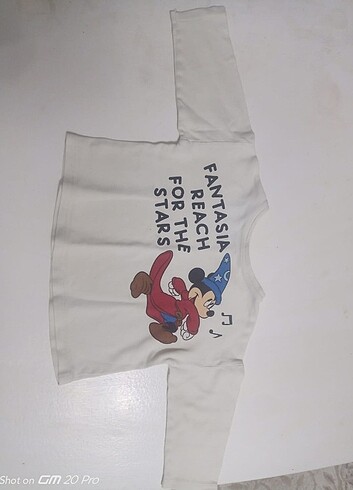 FANTASIA
REACH
FOR THE
STARS
Shot on GM 20 Pro